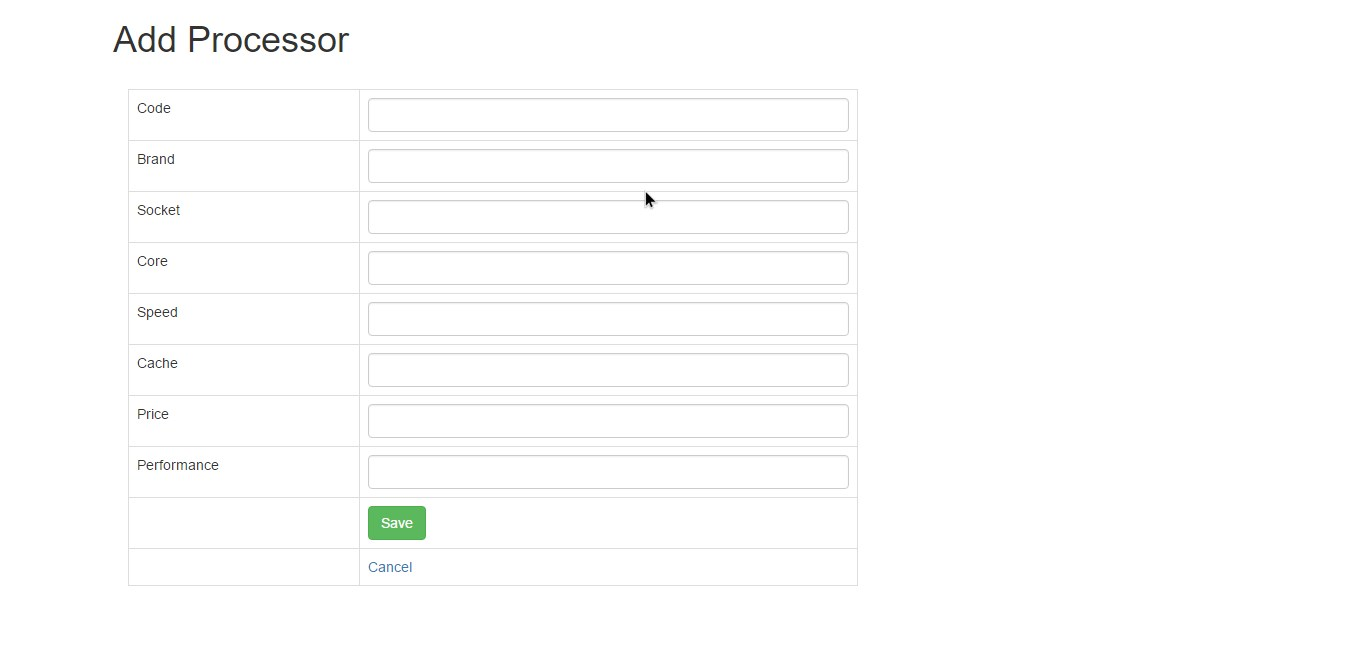 Add Processor
Code
Brand
Socket
Core
Speed
Cache
Price
Performance
Save
Cancel